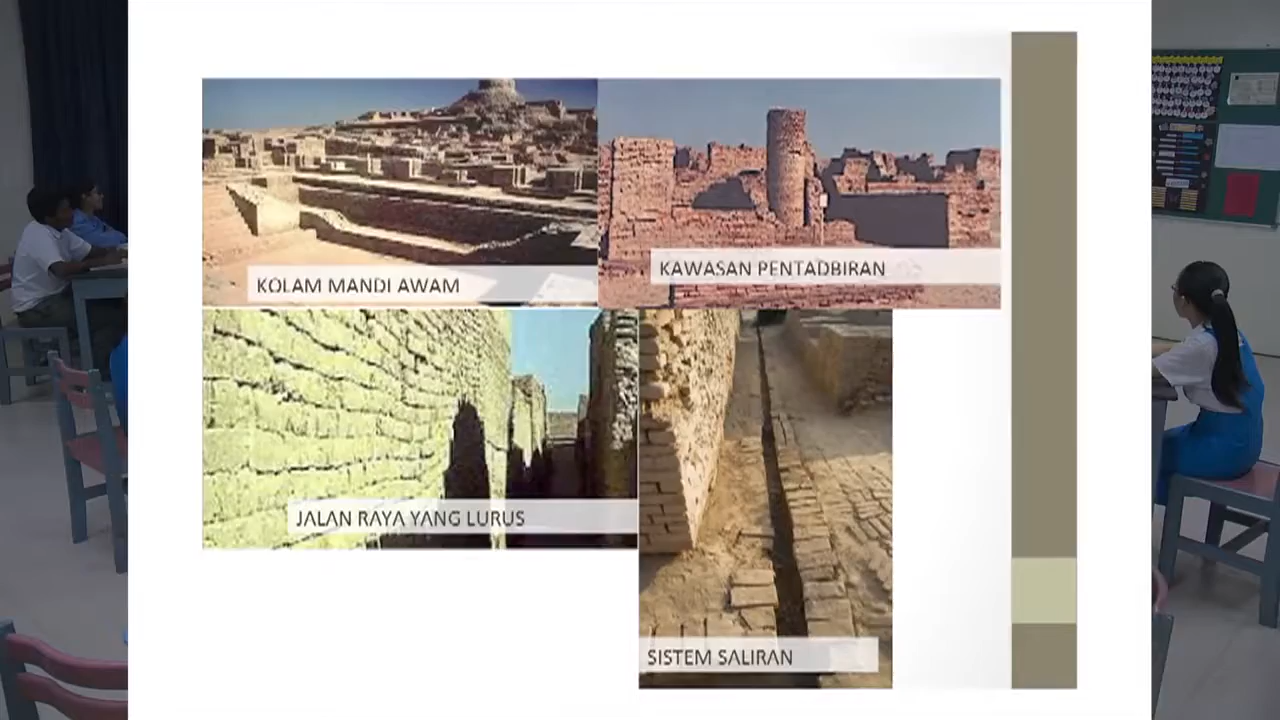 KOLAM MANDI AWAM
KAWASAN PENTADBIRAN
JALAN RAYA YANG LURUS
SISTEM SALIRAN